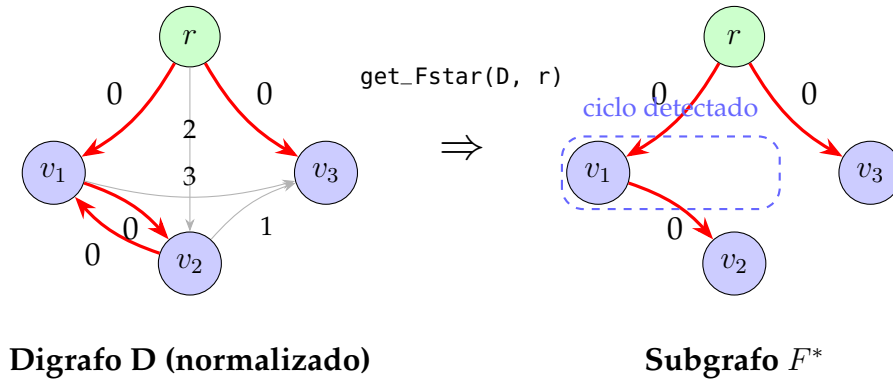 r
0
0
2
v₁
3
v₃
0
0
1
v₂
Digrafo D (normalizado)
get_Fstar(D, r)
⇒
r
0
0
ciclo detectado
v₁
v₃
0
v₂
Subgrafo F*